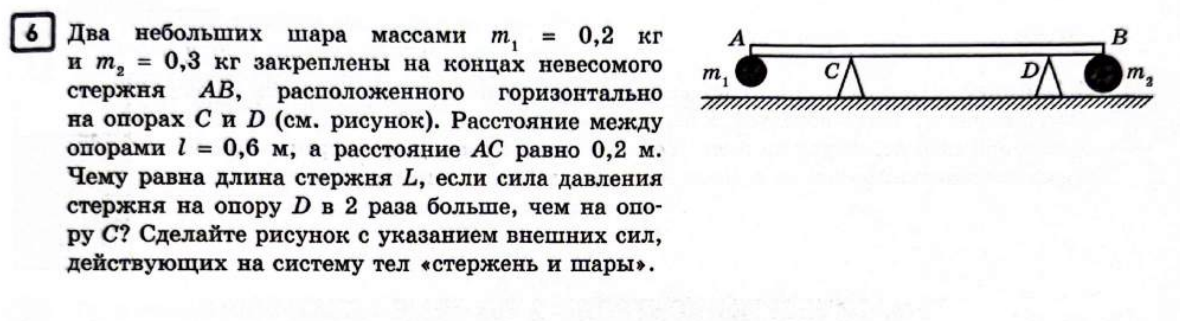 6 Два небольших шара массами m₁ = 0,2 кг
и m₂ = 0,3 кг закреплены на концах невесомого
стержня AB, расположенного горизонтально
на опорах C и D (см. рисунок). Расстояние между
опорами l = 0,6 м, а расстояние AC равно 0,2 м.
Чему равна длина стержня L, если сила давления
стержня на опору D в 2 раза больше, чем на опо-
ру C? Сделайте рисунок с указанием внешних сил,
действующих на систему тел «стержень и шары».
A B
m₁ C D m₂